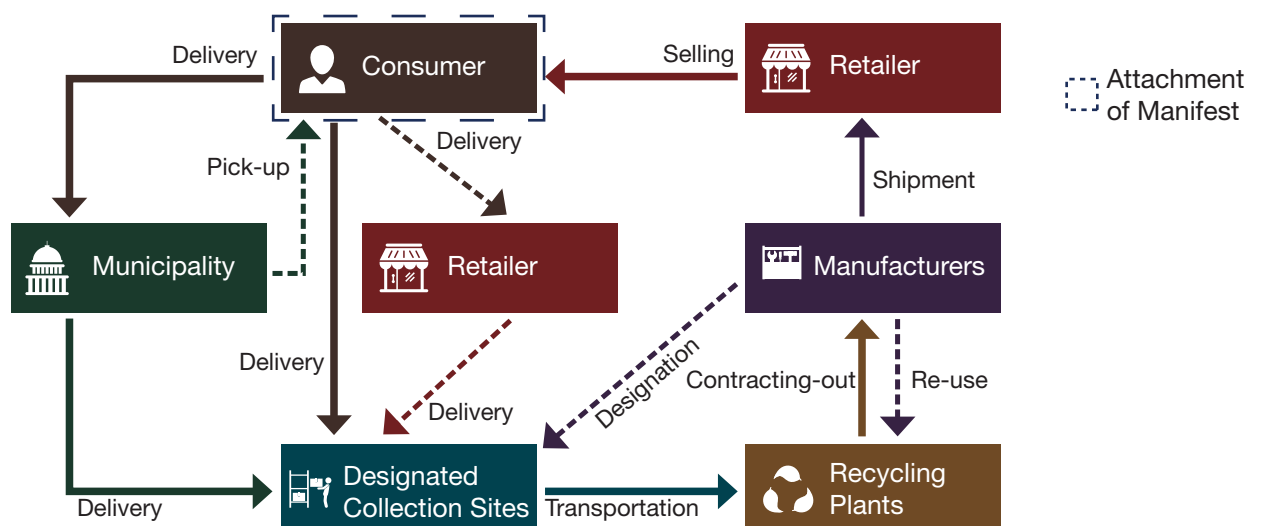 Delivery
Consumer
Selling
Retailer
Attachment
of Manifest
Pick-up
Delivery
Shipment
Municipality
Retailer
Manufacturers
Delivery
Delivery
Designation
Contracting-out
Re-use
Delivery
Designated
Collection Sites
Transportation
Recycling
Plants